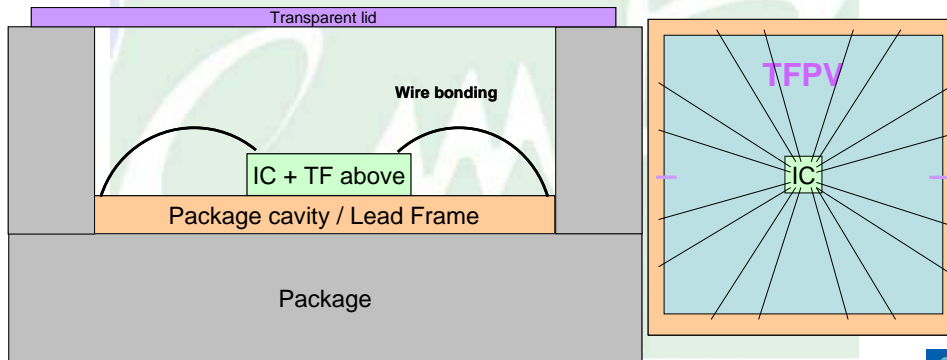 Transparent lid
Wire bonding
IC + TF above
Package cavity / Lead Frame
Package
TFPV
IC